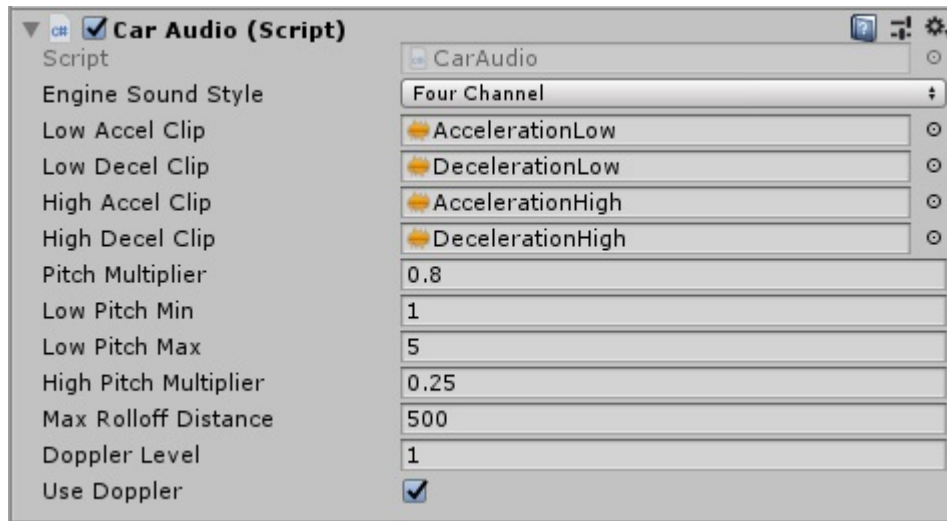 Car Audio (Script)
Script CarAudio
Engine Sound Style Four Channel
Low Accel Clip AccelerationLow
Low Decel Clip DecelerationLow
High Accel Clip AccelerationHigh
High Decel Clip DecelerationHigh
Pitch Multiplier 0.8
Low Pitch Min 1
Low Pitch Max 5
High Pitch Multiplier 0.25
Max Rolloff Distance 500
Doppler Level 1
Use Doppler